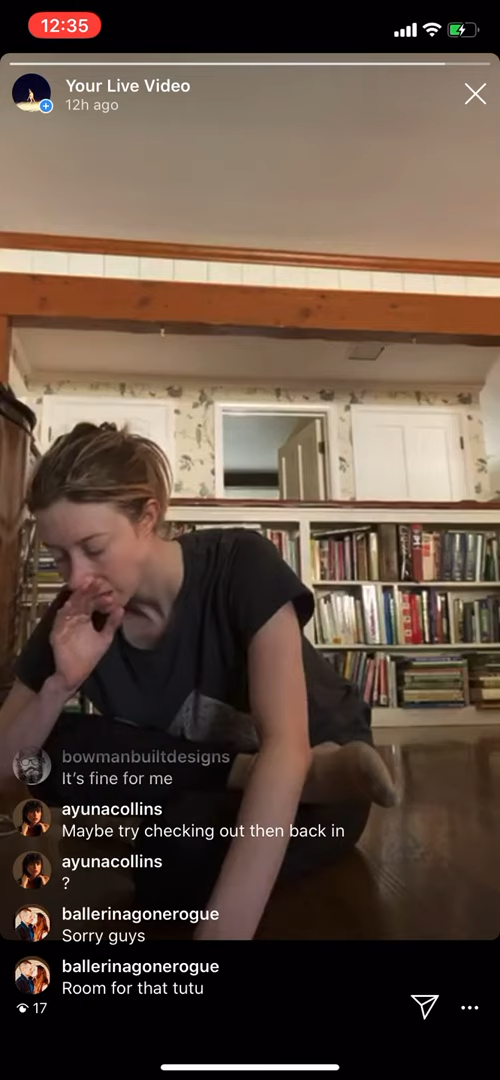 12:35
Your Live Video
12h ago
bowmanbuiltdesigns
It's fine for me
ayunacollins
Maybe try checking out then back in
ayunacollins
?
ballerinagonerogue
Sorry guys
ballerinagonerogue
Room for that tutu
17